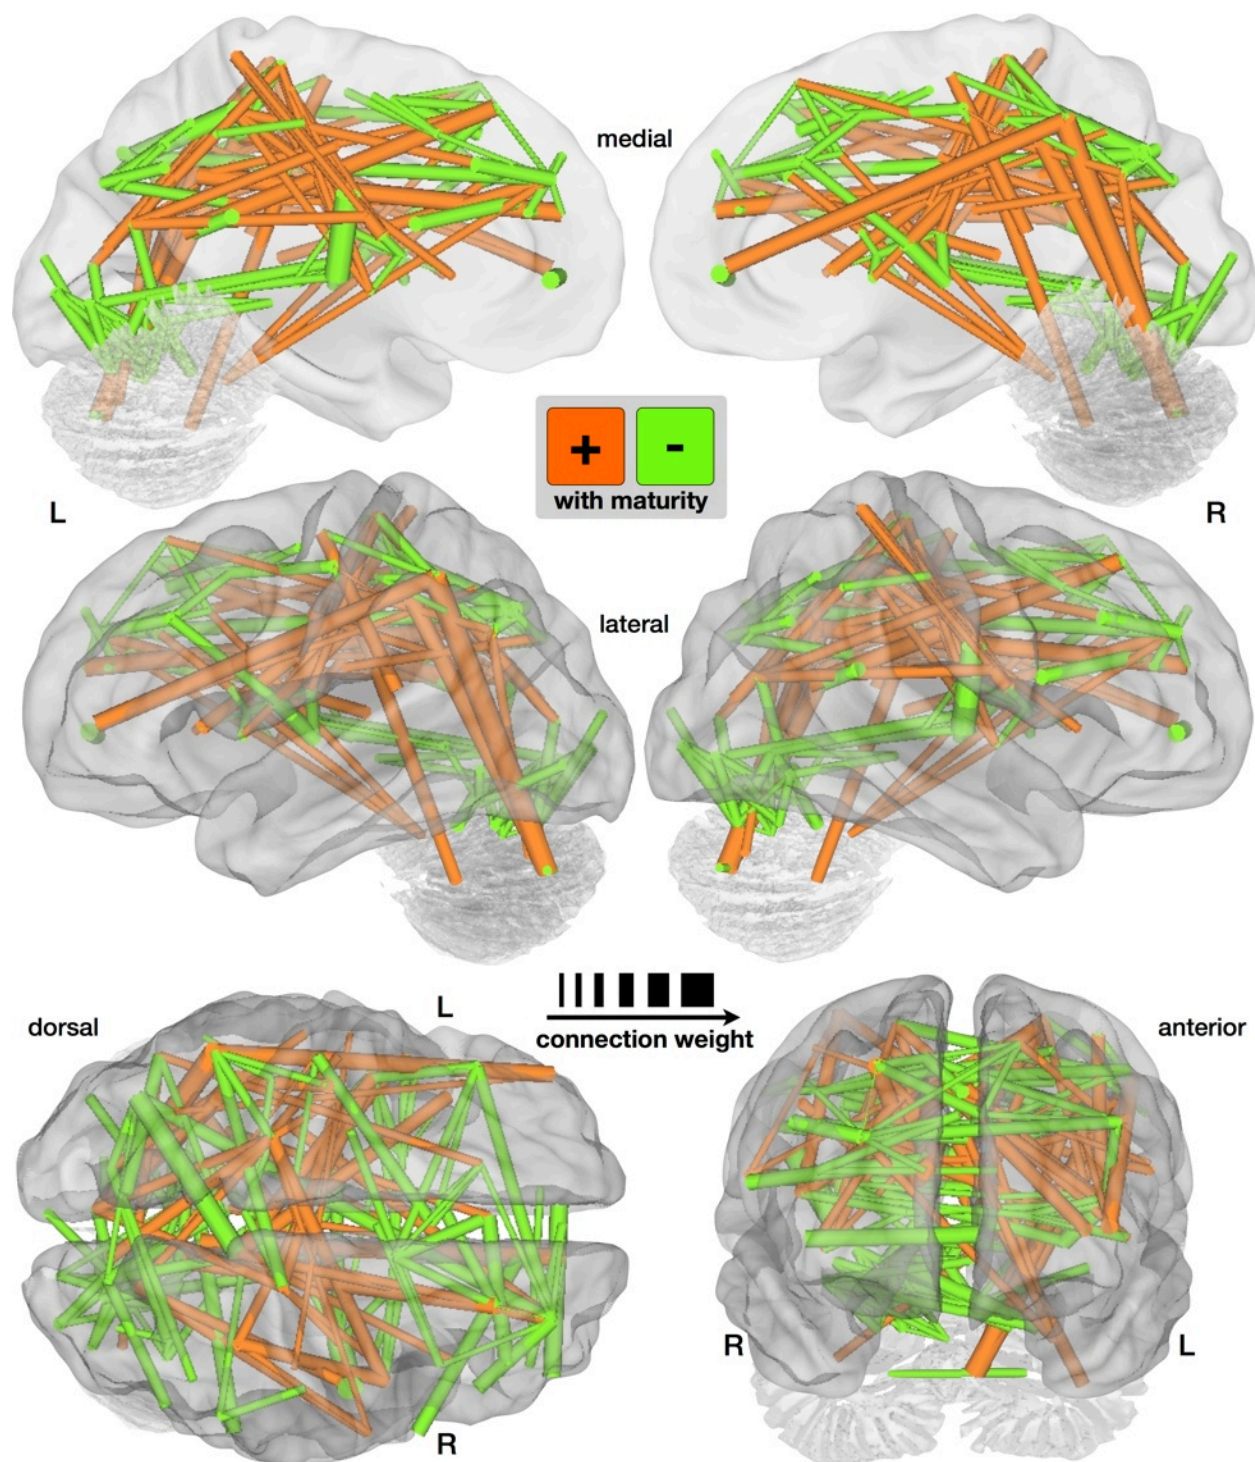 medial
+ -
with maturity
L
R
lateral
connection weight
dorsal
L
R
anterior
R
L